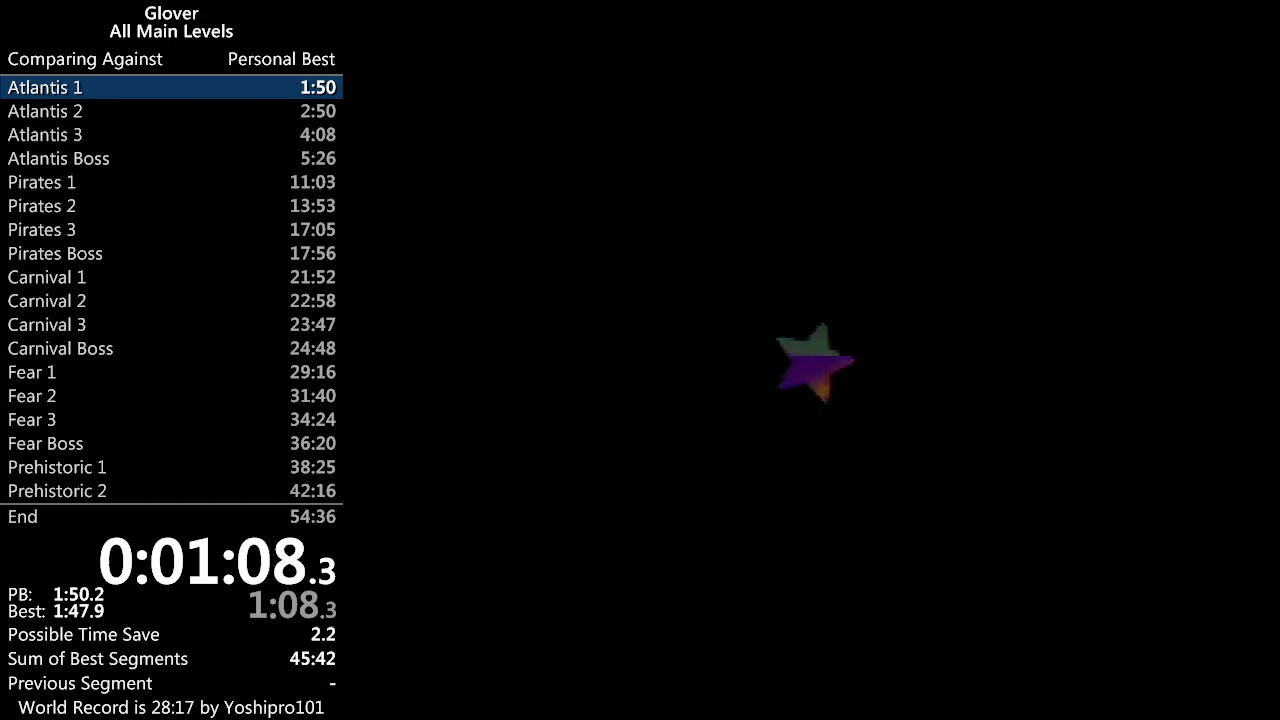 Glover
All Main Levels
Comparing Against Personal Best
Atlantis 1 1:50
Atlantis 2 2:50
Atlantis 3 4:08
Atlantis Boss 5:26
Pirates 1 11:03
Pirates 2 13:53
Pirates 3 17:05
Pirates Boss 17:56
Carnival 1 21:52
Carnival 2 22:58
Carnival 3 23:47
Carnival Boss 24:48
Fear 1 29:16
Fear 2 31:40
Fear 3 34:24
Fear Boss 36:20
Prehistoric 1 38:25
Prehistoric 2 42:16
End 54:36
0:01:08.3
PB: 1:50.2
Best: 1:47.9 1:08.3
Possible Time Save 2.2
Sum of Best Segments 45:42
Previous Segment -
World Record is 28:17 by Yoshipro101